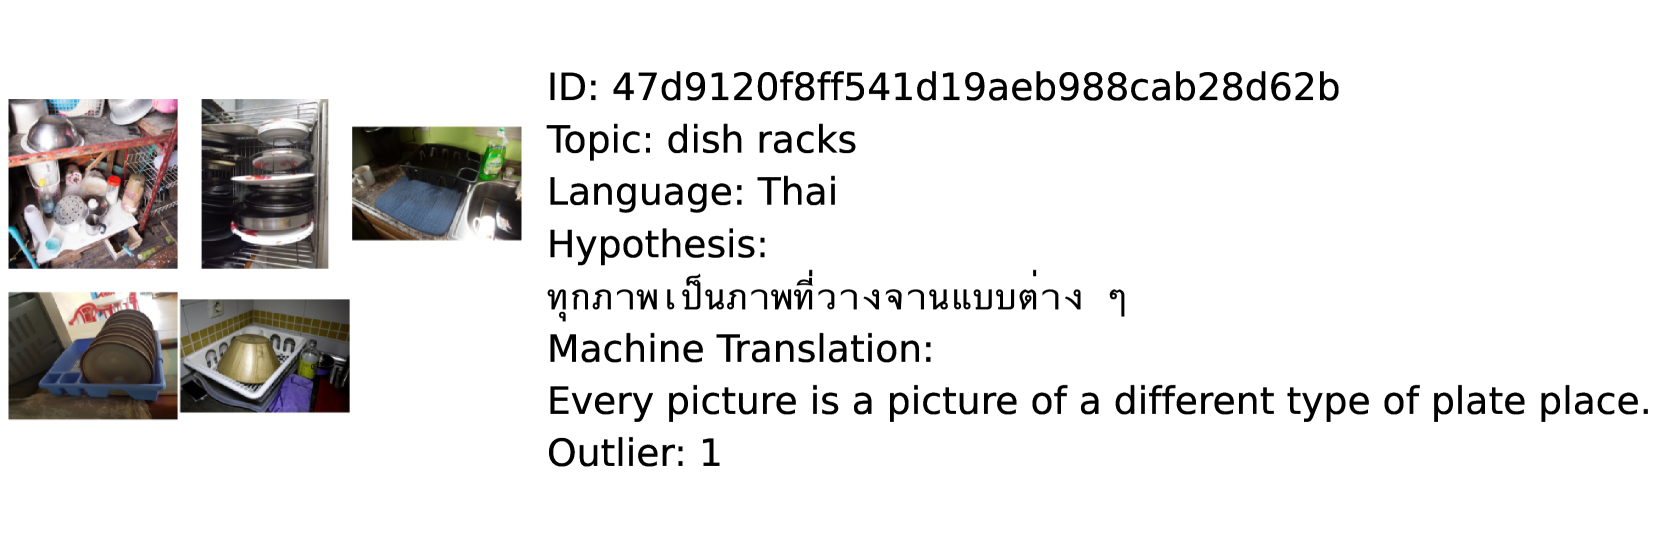 ID: 47d9120f8ff541d19aeb988cab28d62b
Topic: dish racks
Language: Thai
Hypothesis:
ทุกภาพเป็นภาพที่วางจานแบบต่าง ๆ
Machine Translation:
Every picture is a picture of a different type of plate place.
Outlier: 1